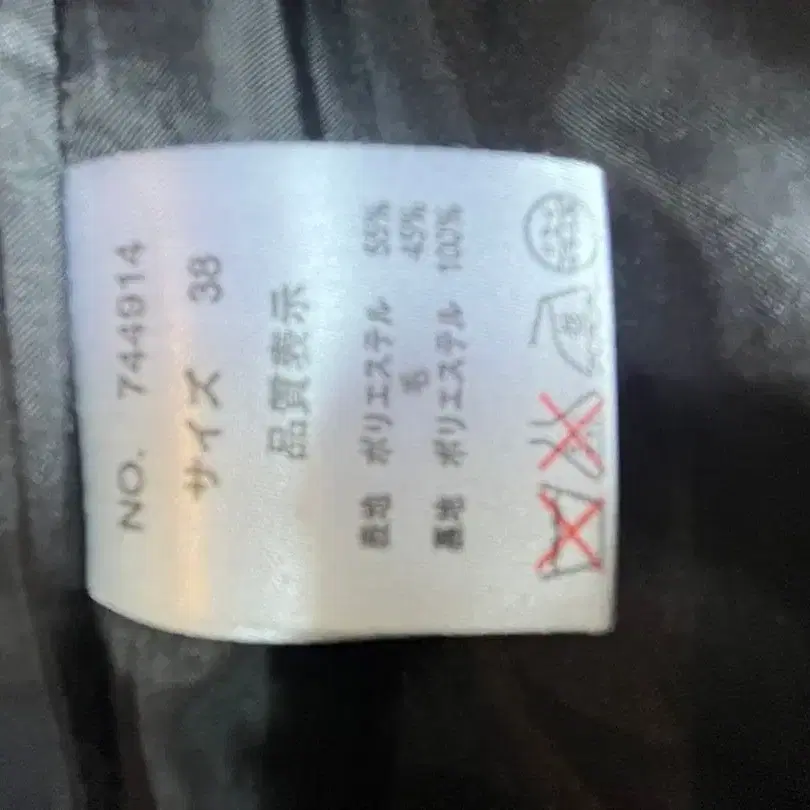 NO. 744914
サイズ 38
品質表示
表地 ポリエステル 55%
毛 45%
裏地 ポリエステル 100%